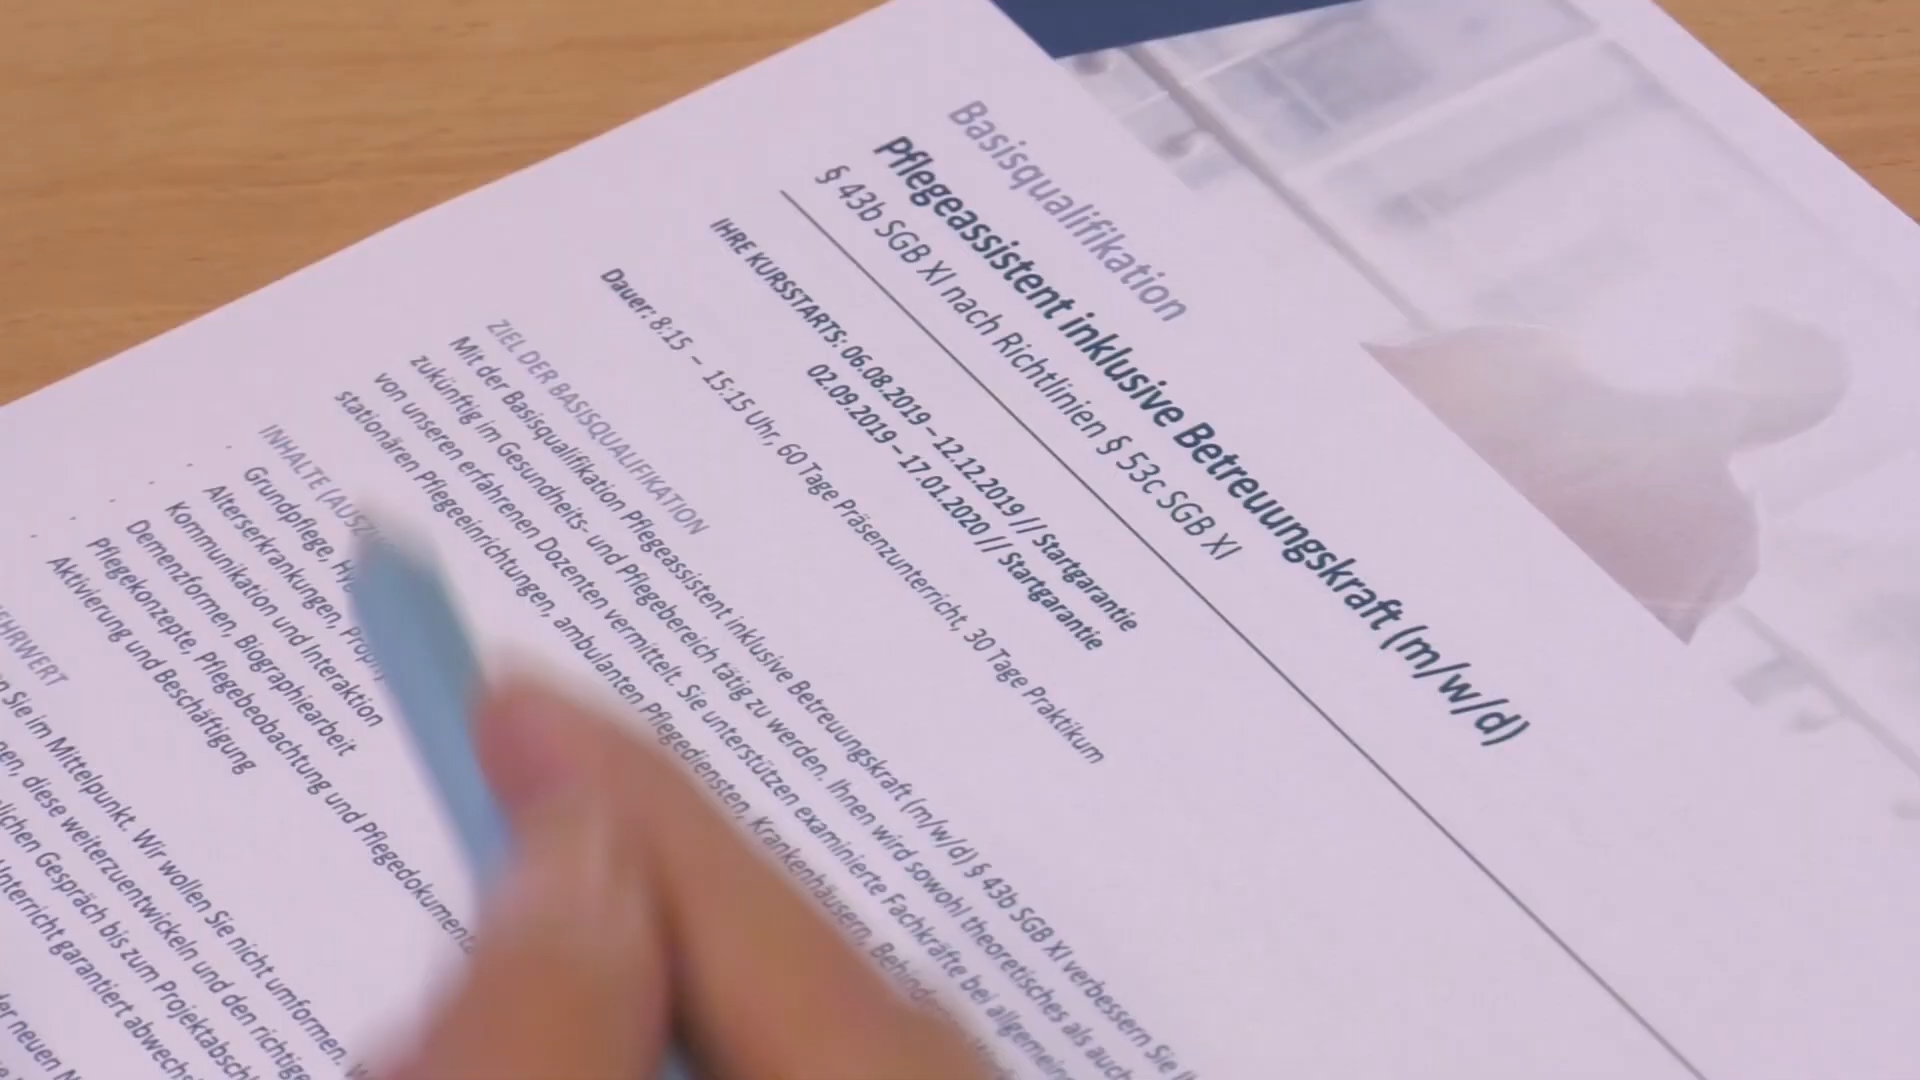 Basisqualifikation
Pflegeassistent inklusive Betreuungskraft (m/w/d)
§ 43b SGB XI nach Richtlinien § 53c SGB XI
IHRE KURSSTARTS: 06.08.2019 – 12.12.2019 // Startgarantie
02.09.2019 – 17.01.2020 // Startgarantie
Dauer: 8:15 – 15:15 Uhr, 60 Tage Präsenzunterricht, 30 Tage Praktikum
ZIEL DER BASISQUALIFIKATION
Mit der Basisqualifikation Pflegeassistent inklusive Betreuungskraft (m/w/d) § 43b SGB XI verbessern Sie
zukünftig im Gesundheits- und Pflegebereich tätig zu werden. Ihnen wird sowohl theoretisches als auch
von unseren erfahrenen Dozenten vermittelt. Sie unterstützen examinierte Fachkräfte bei
stationären Pflegeeinrichtungen, ambulanten Pflegediensten, Krankenhäusern,
INHALTE
Grundpflege,
Alterserkrankungen,
Kommunikation und Interaktion
Demenzformen, Biographiearbeit
Pflegekonzepte, Pflegebeobachtung und
Aktivierung und Beschäftigung
Sie im Mittelpunkt. Wir wollen Sie nicht umformen.
diese weiterzuentwickeln und den
Gespräch bis zum
Unterricht garantiert
neuen